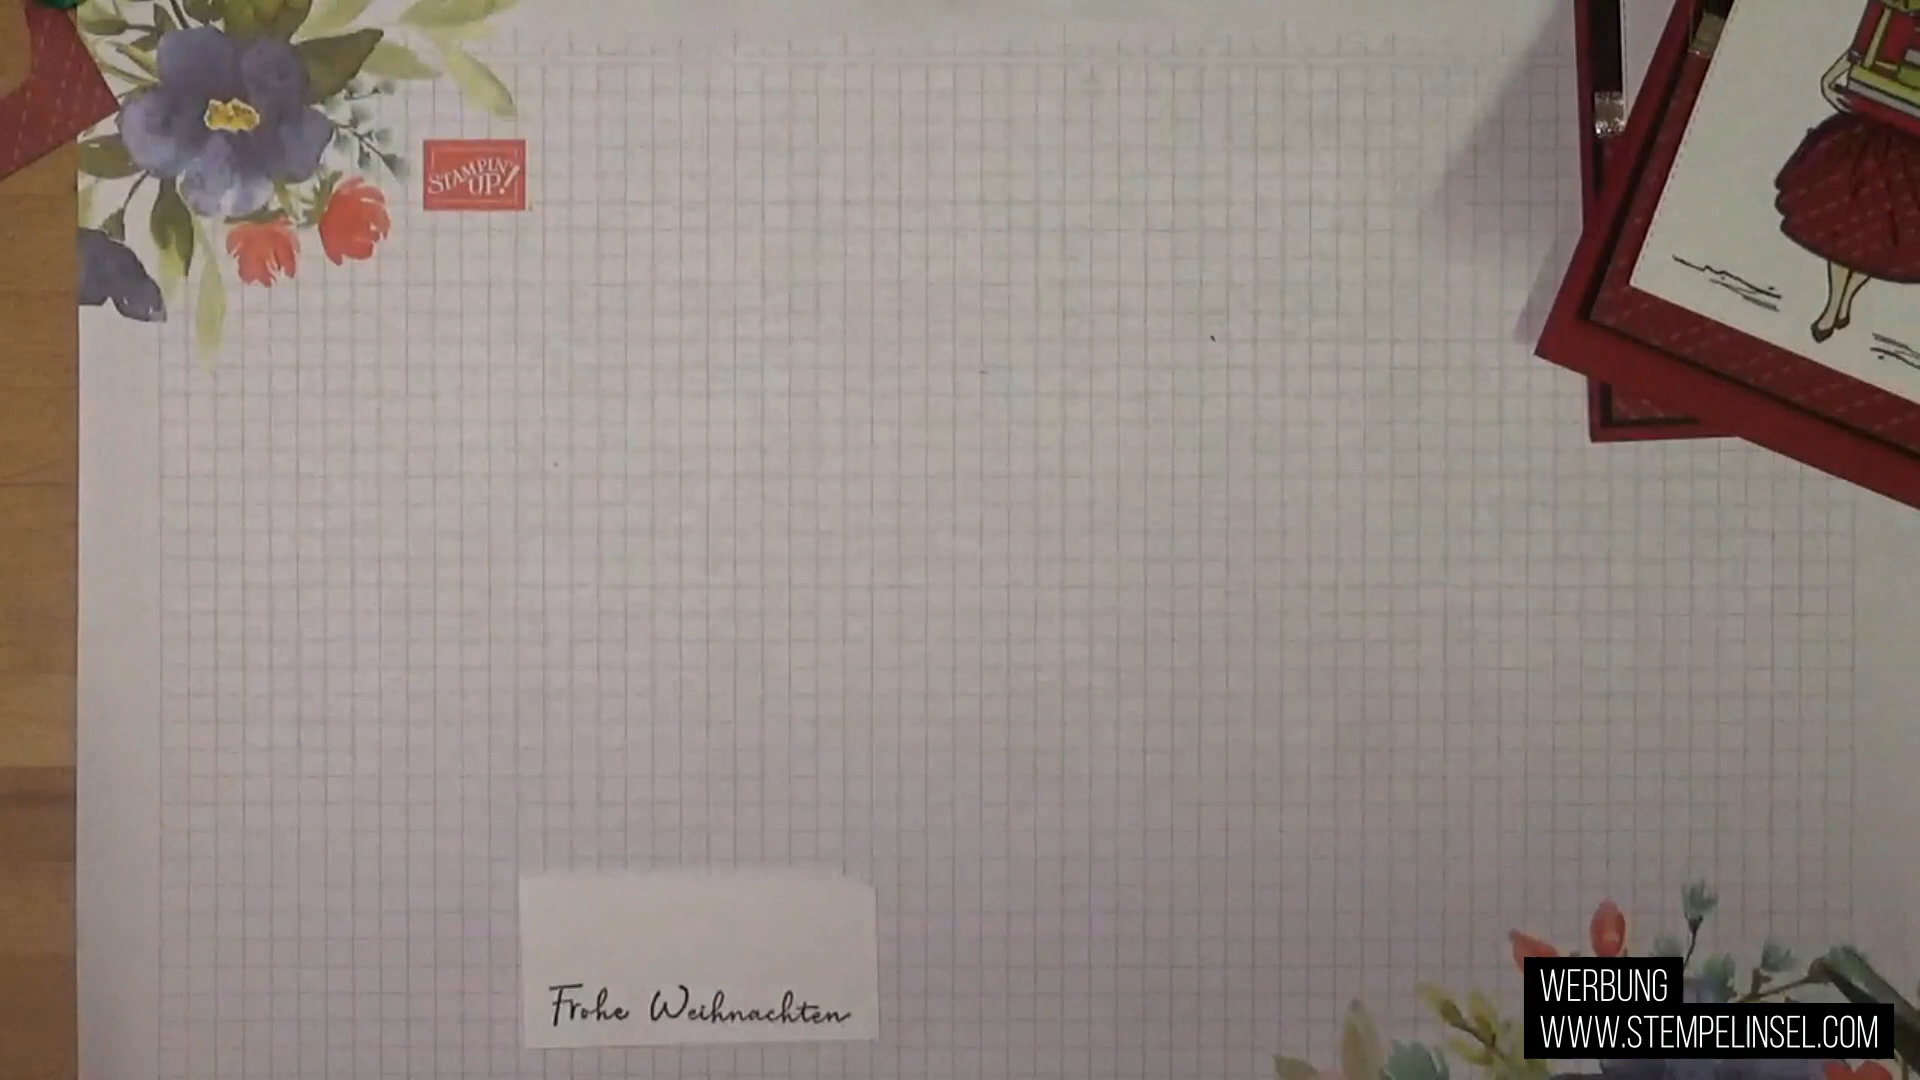 STAMPIN'
UP!
Frohe Weihnachten
WERBUNG
WWW.STEMPELINSEL.COM